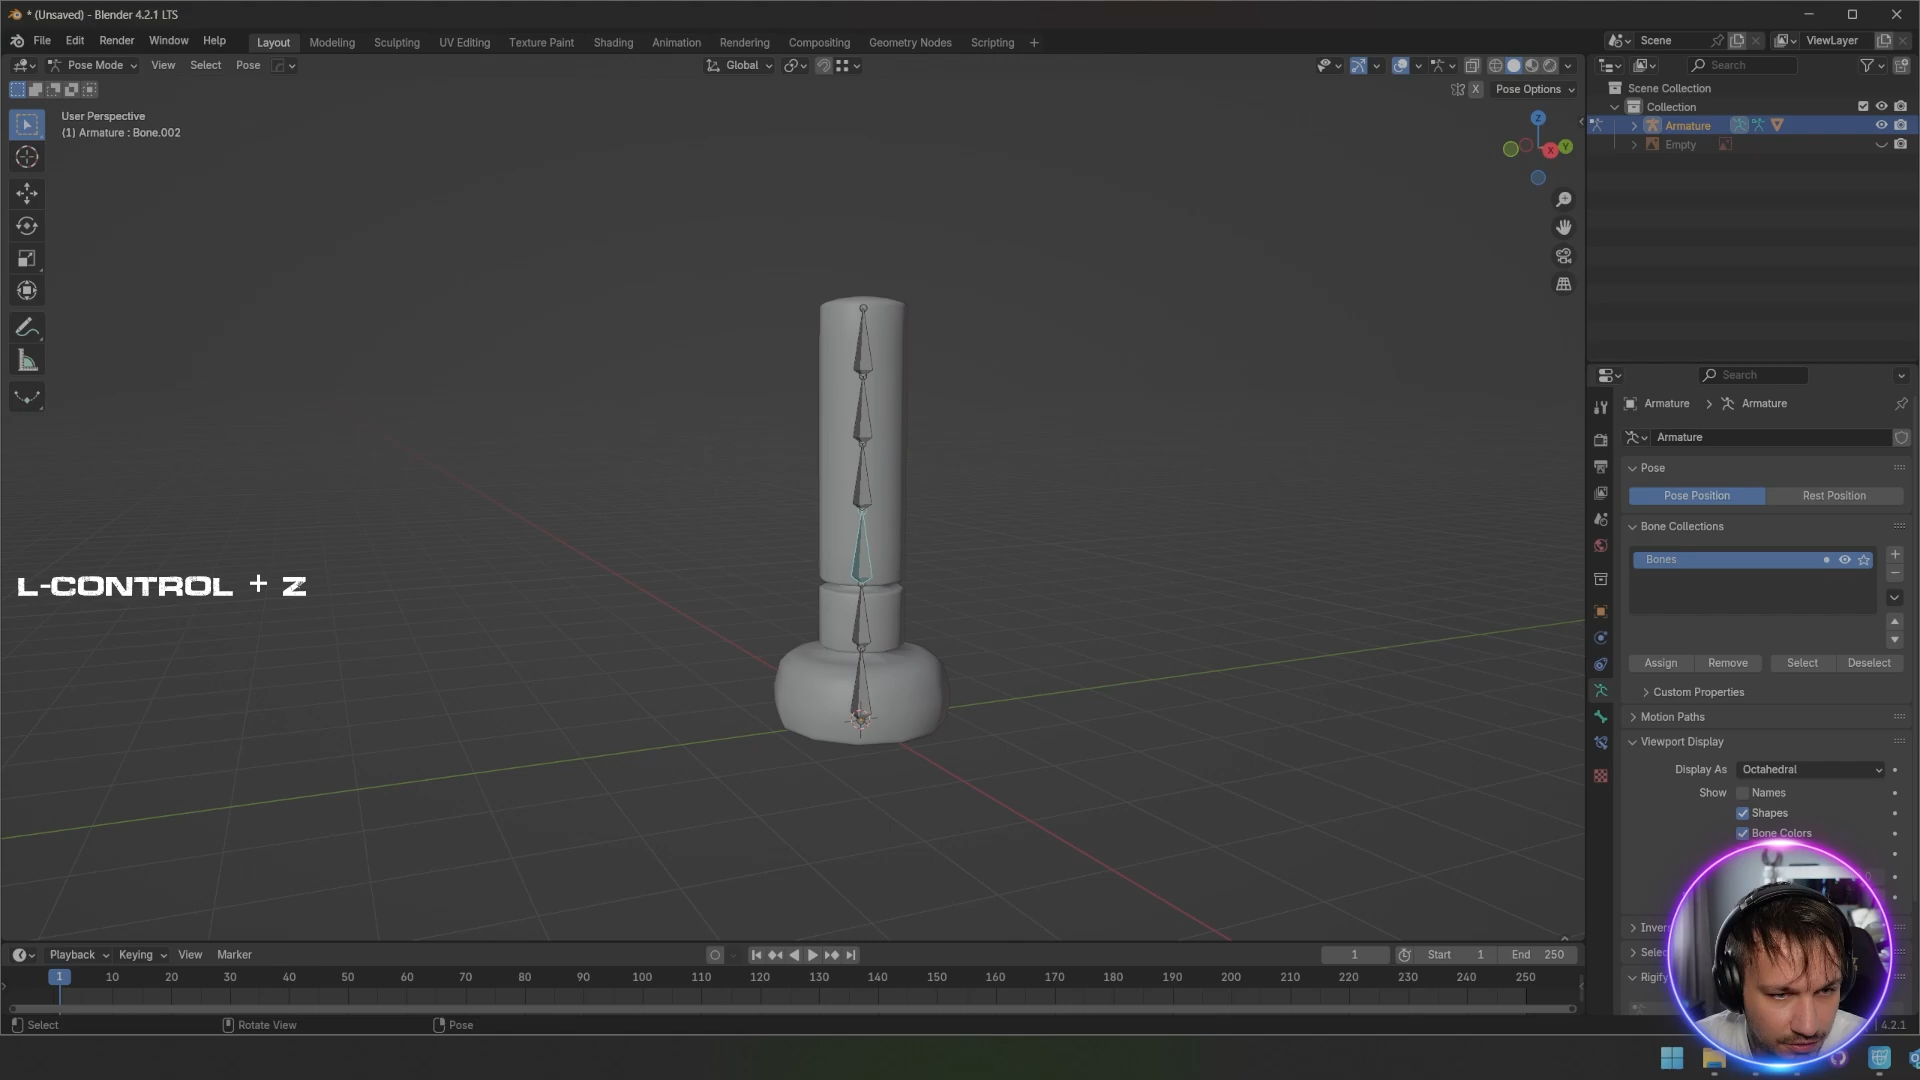 * (Unsaved) - Blender 4.2.1 LTS
File Edit Render Window Help Layout Modeling Sculpting UV Editing Texture Paint Shading Animation Rendering Compositing Geometry Nodes Scripting + Scene ViewLayer
Pose Mode View Select Pose Global Search
X Pose Options
Scene Collection
Collection
Armature
Empty
User Perspective
(1) Armature : Bone.002
Z
X
Y
Search
Armature > Armature
Armature
Pose
Pose Position Rest Position
Bone Collections
Bones
L-CONTROL + Z
Assign Remove Select Deselect
Custom Properties
Motion Paths
Viewport Display
Display As Octahedral
Show Names
Shapes
Bone Colors
Rigify
Playback Keying View Marker 1 Start 1 End 250
1 10 20 30 40 50 60 70 80 90 100 110 120 130 140 150 160 170 180 190 200 210 220 230 240 250
Select Rotate View Pose 4.2.1